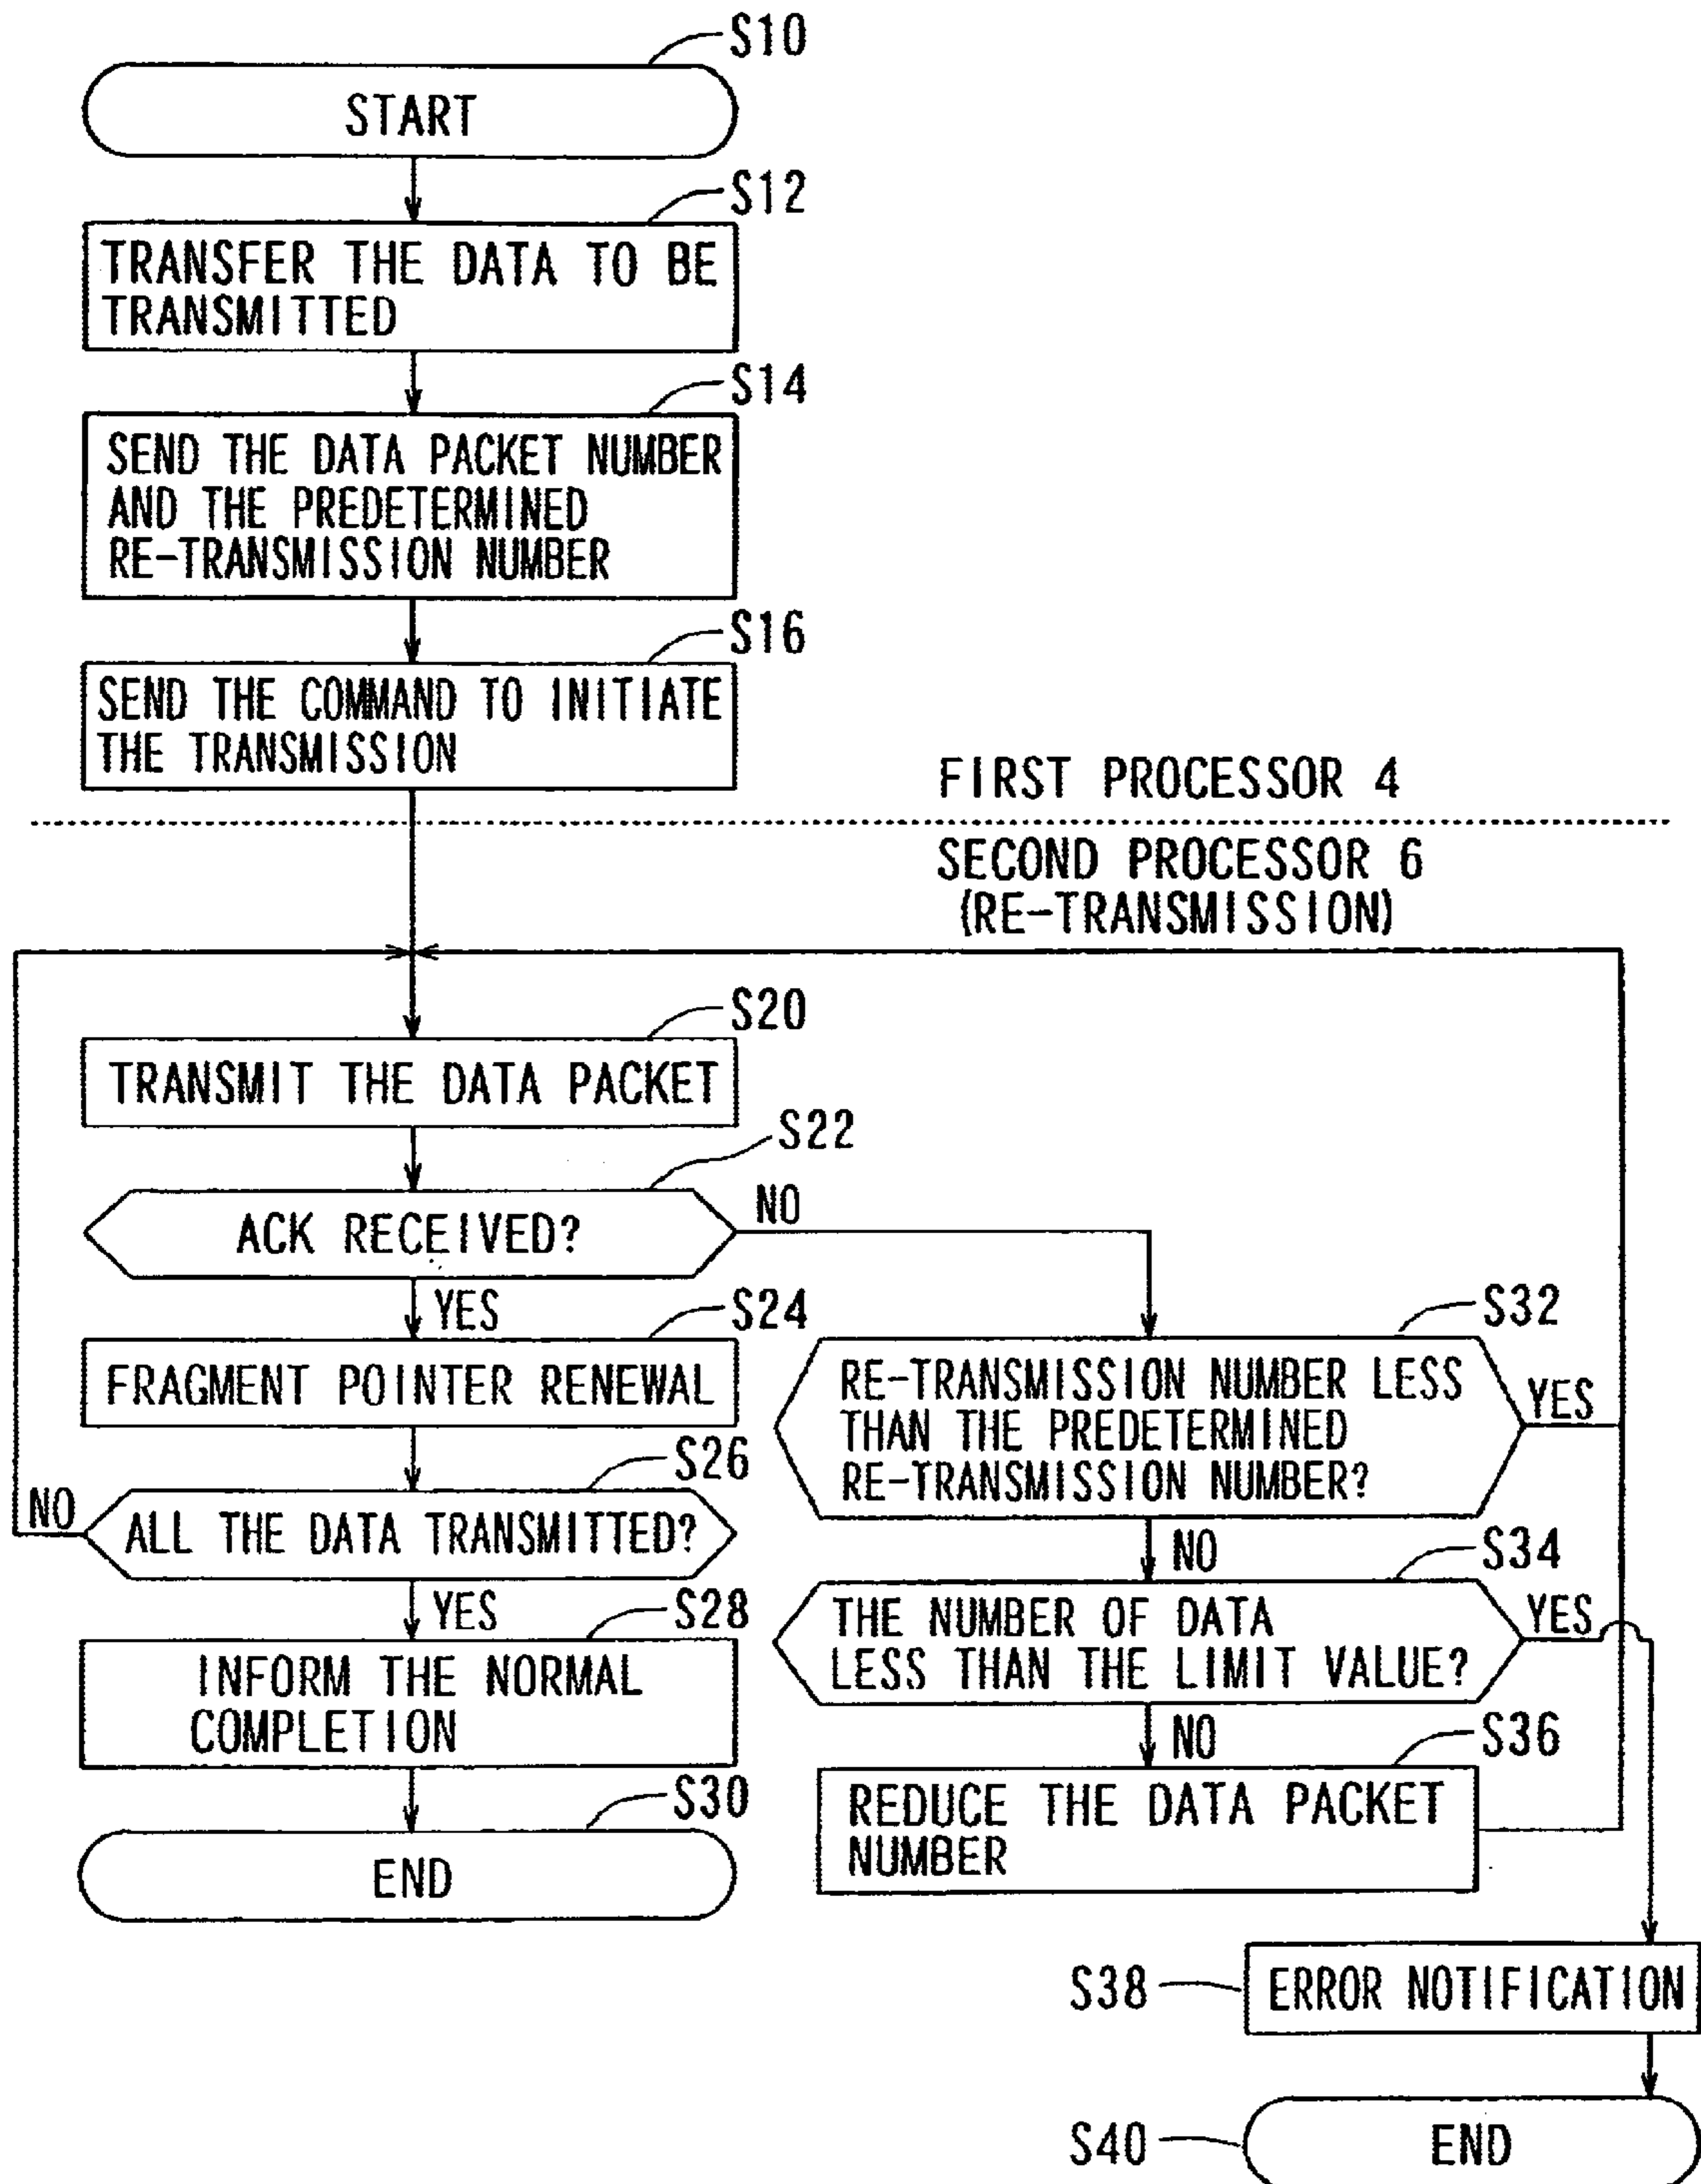 S10
START
S12
TRANSFER THE DATA TO BE
TRANSMITTED
S14
SEND THE DATA PACKET NUMBER
AND THE PREDETERMINED
RE-TRANSMISSION NUMBER
S16
SEND THE COMMAND TO INITIATE
THE TRANSMISSION
FIRST PROCESSOR 4
SECOND PROCESSOR 6
(RE-TRANSMISSION)
S20
TRANSMIT THE DATA PACKET
S22
ACK RECEIVED?
NO
YES
S24
FRAGMENT POINTER RENEWAL
S26
ALL THE DATA TRANSMITTED?
NO
YES
S28
INFORM THE NORMAL
COMPLETION
S30
END
S32
RE-TRANSMISSION NUMBER LESS
THAN THE PREDETERMINED
RE-TRANSMISSION NUMBER?
YES
NO
S34
THE NUMBER OF DATA
LESS THAN THE LIMIT VALUE?
YES
NO
S36
REDUCE THE DATA PACKET
NUMBER
S38
ERROR NOTIFICATION
S40
END